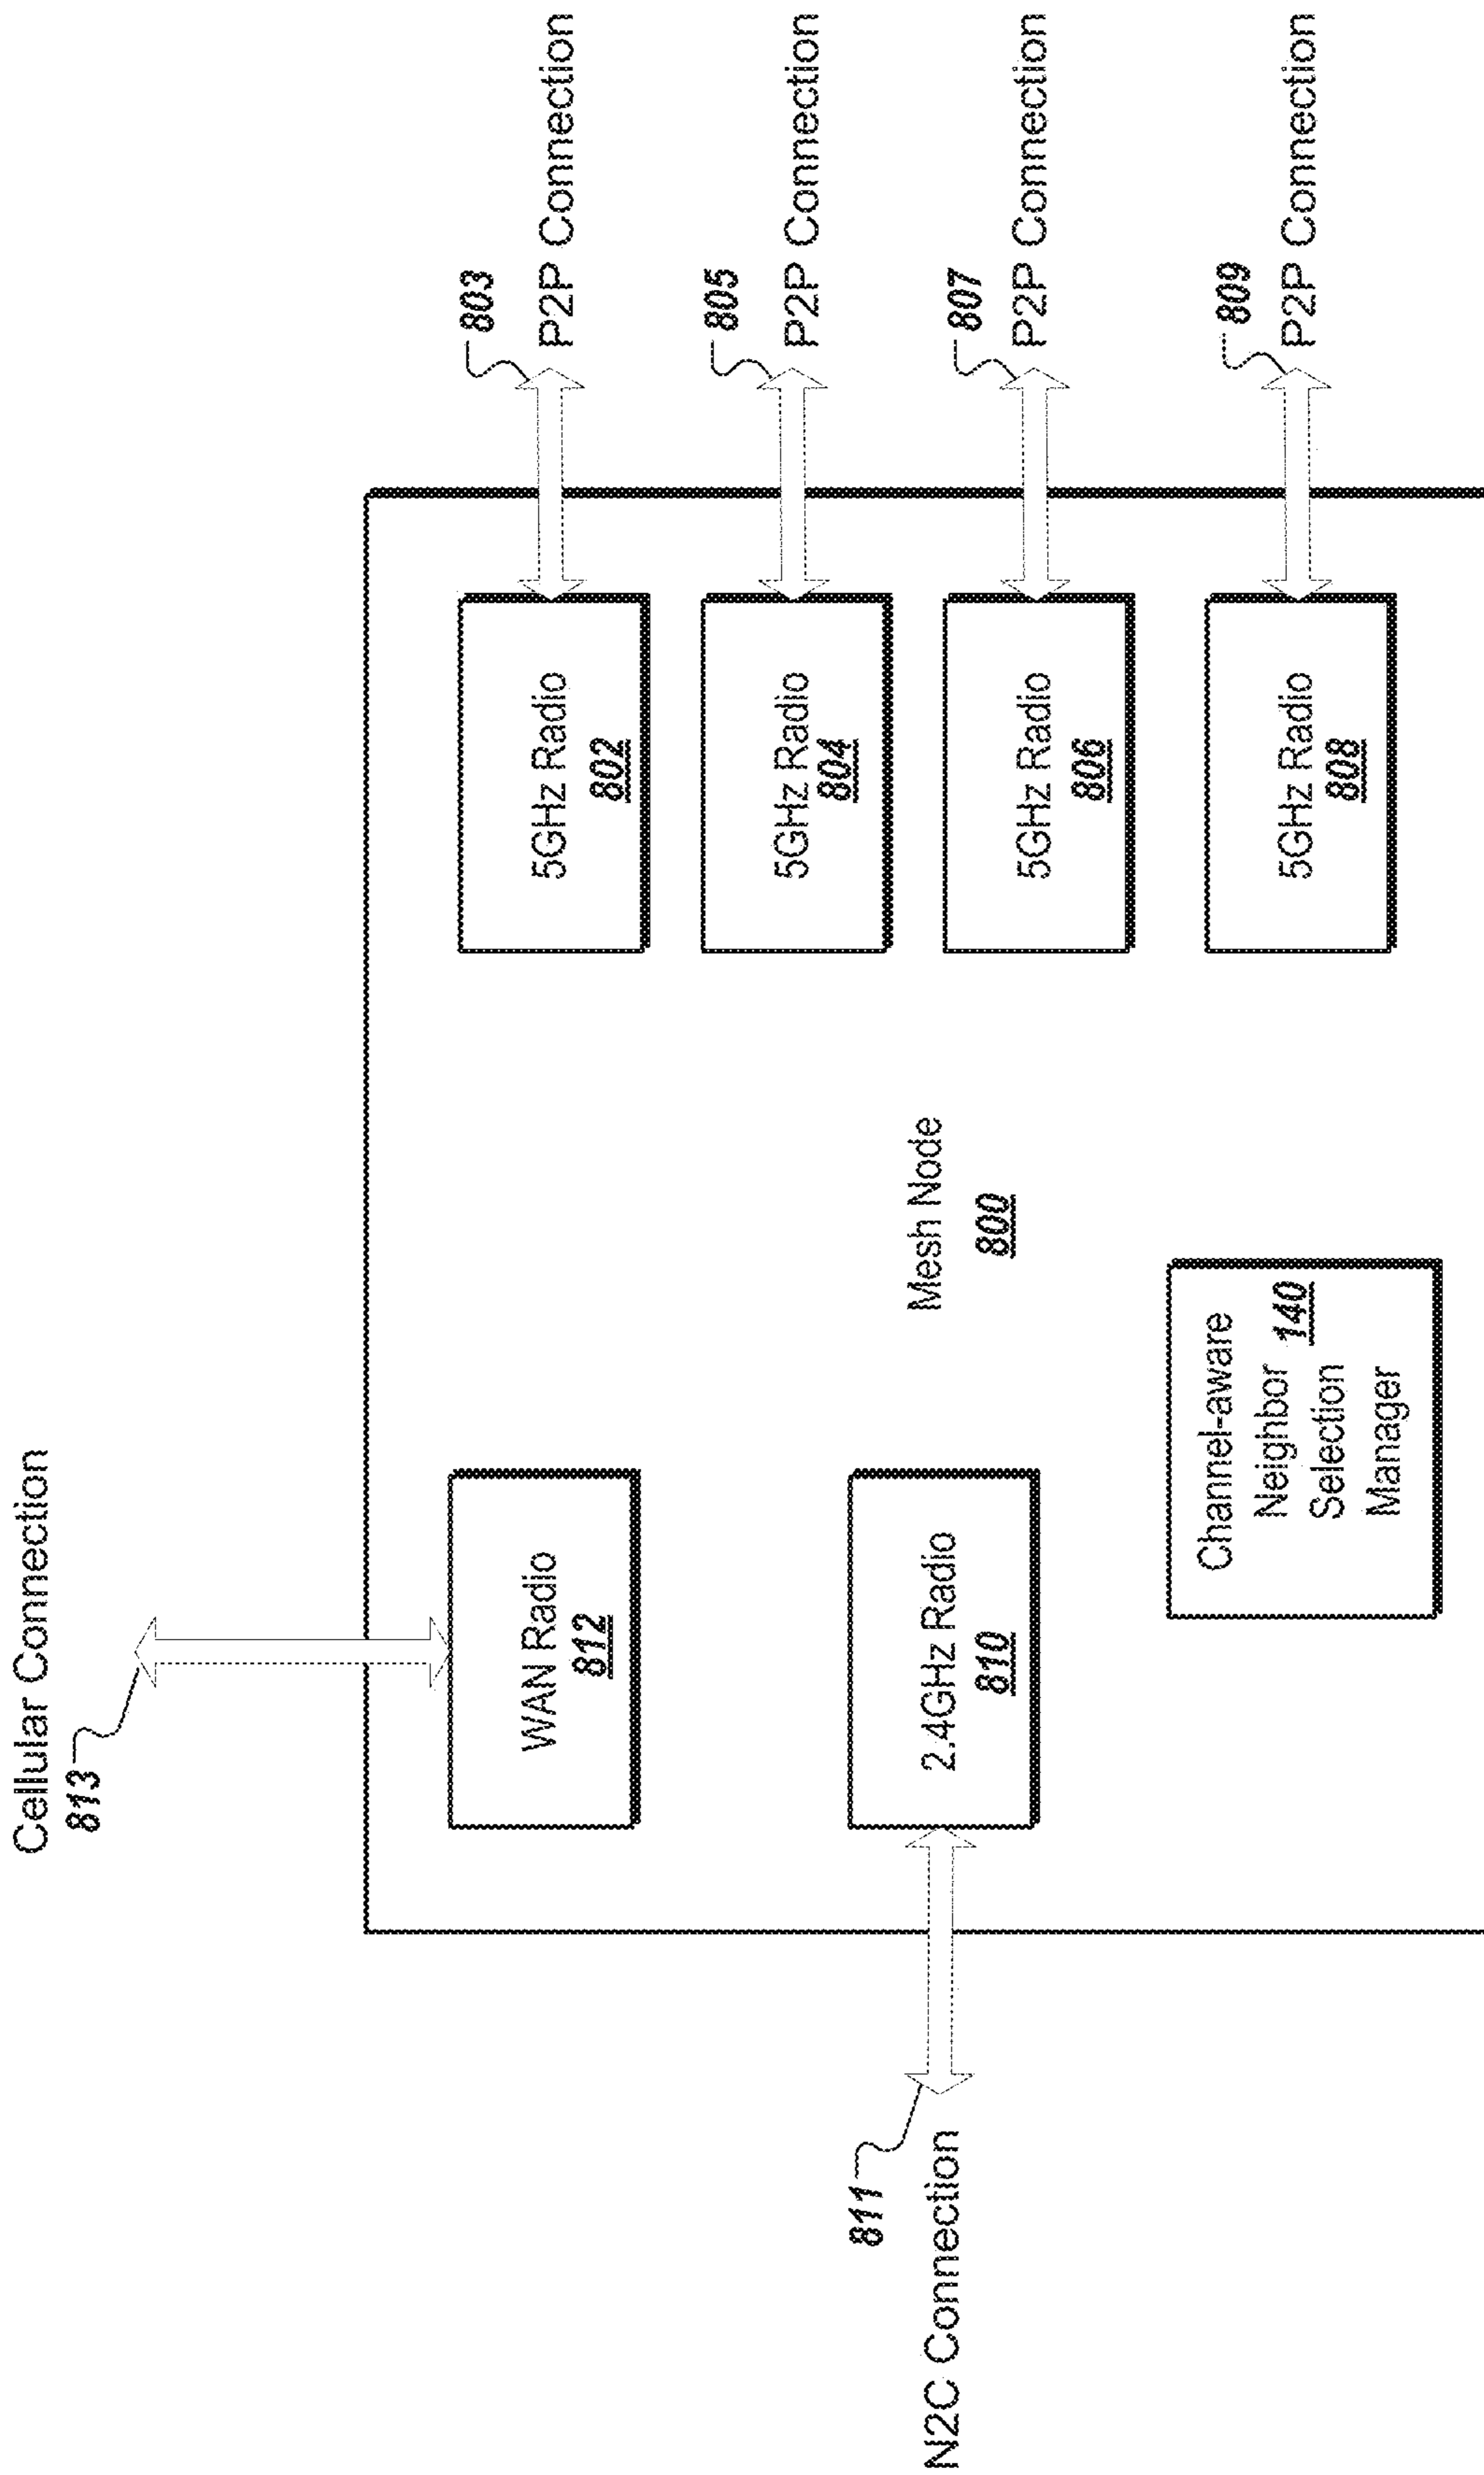 Cellular Connection
813
WAN Radio
812
5GHz Radio
802
803
P2P Connection
5GHz Radio
804
805
P2P Connection
811
N2C Connection
2.4GHz Radio
810
Mesh Node
800
5GHz Radio
806
807
P2P Connection
Channel-aware
Neighbor 140
Selection
Manager
5GHz Radio
808
809
P2P Connection